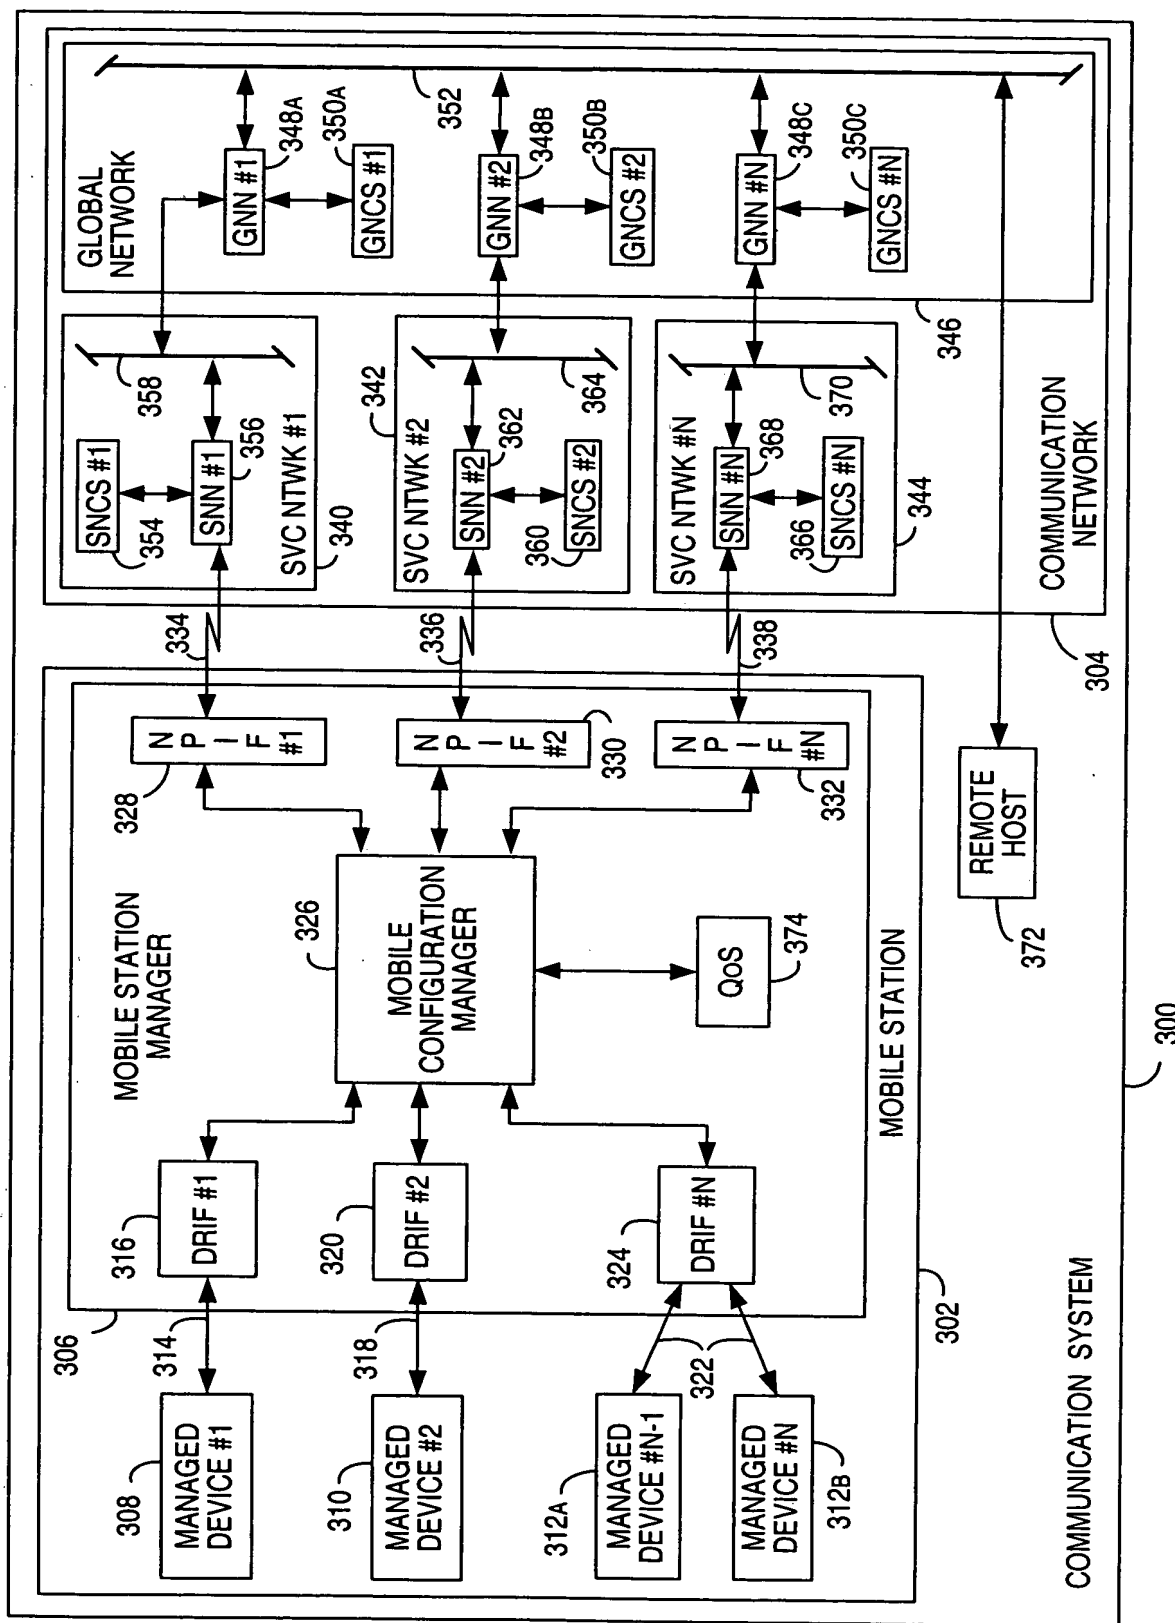 GLOBAL
NETWORK
352
GNN #1
348A
GNCS #1
350A
GNN #2
348B
GNCS #2
350B
GNN #N
348C
GNCS #N
350C
346
358
SNCS #1
354
SNN #1
356
SVC NTWK #1
340
342
SVC NTWK #2
SNN #2
362
364
SNCS #2
360
SVC NTWK #N
SNN #N
368
370
SNCS #N
366
344
COMMUNICATION
NETWORK
304
334
336
338
NPIF #1
328
NPIF #2
330
NPIF #N
332
MOBILE STATION
MANAGER
326
MOBILE
CONFIGURATION
MANAGER
QoS
374
REMOTE
HOST
372
MOBILE STATION
302
316
DRIF #1
320
DRIF #2
324
DRIF #N
306
314
318
322
308
MANAGED
DEVICE #1
310
MANAGED
DEVICE #2
312A
MANAGED
DEVICE #N-1
MANAGED
DEVICE #N
312B
COMMUNICATION SYSTEM
300